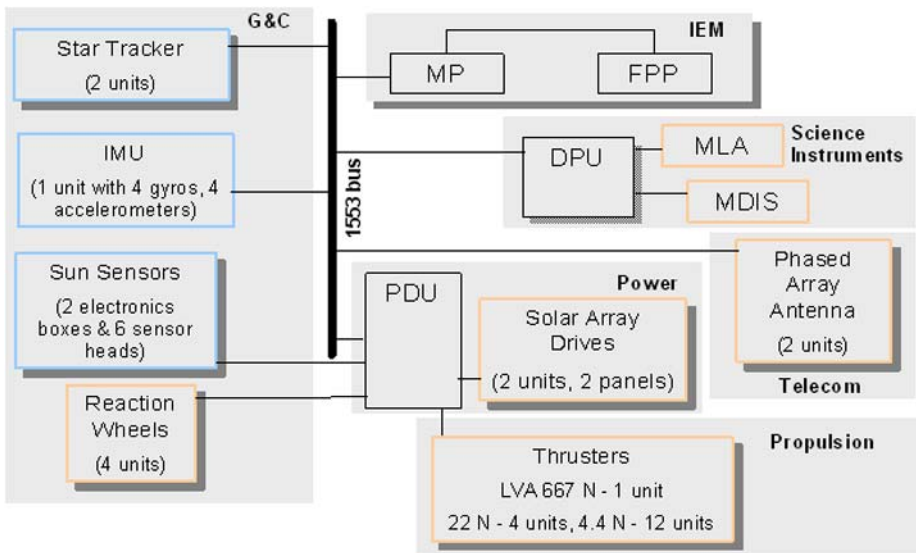 G&C
Star Tracker
(2 units)
IMU
(1 unit with 4 gyros, 4
accelerometers)
Sun Sensors
(2 electronics
boxes & 6 sensor
heads)
Reaction
Wheels
(4 units)
1553 bus
IEM
MP
FPP
DPU
MLA
MDIS
Science
Instruments
Phased
Array
Antenna
(2 units)
Telecom
PDU
Power
Solar Array
Drives
(2 units, 2 panels)
Propulsion
Thrusters
LVA 667 N - 1 unit
22 N - 4 units, 4.4 N - 12 units